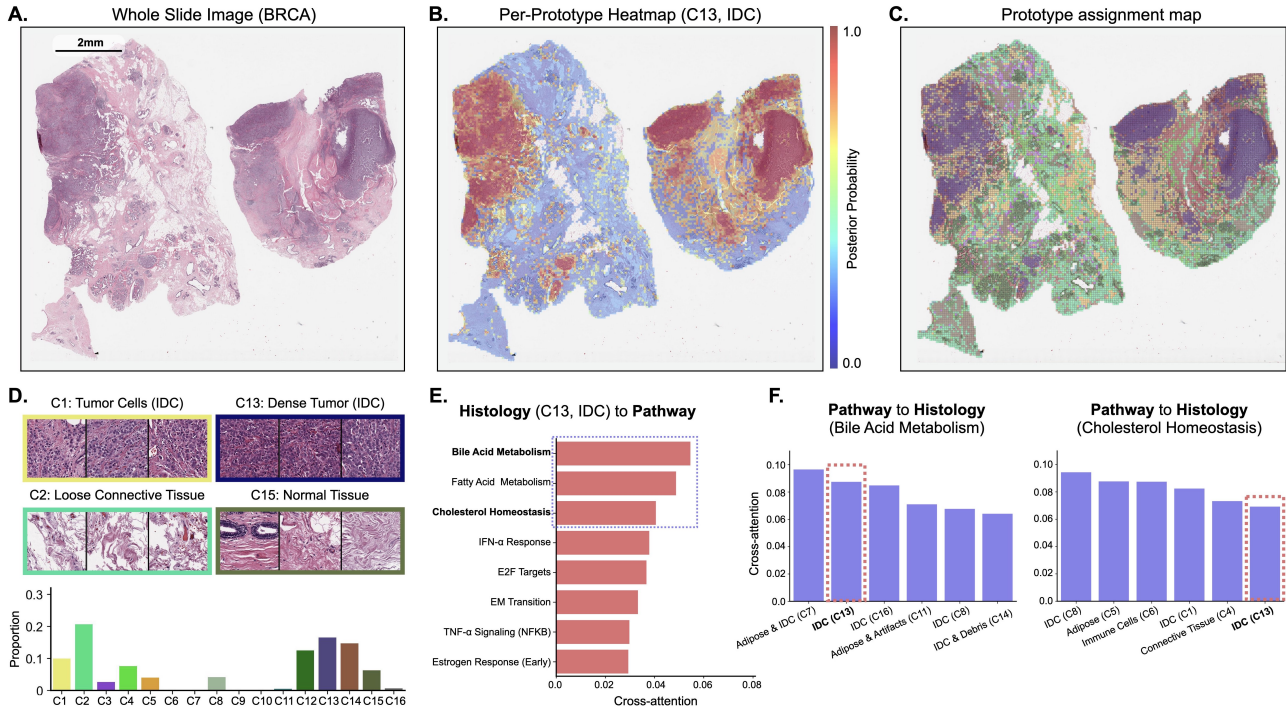 A.
Whole Slide Image (BRCA)
2mm
B.
Per-Prototype Heatmap (C13, IDC)
1.0
Posterior Probability
0.0
C.
Prototype assignment map
D.
C1: Tumor Cells (IDC)
C13: Dense Tumor (IDC)
C2: Loose Connective Tissue
C15: Normal Tissue
Proportion
0.3
0.2
0.1
0
C1 C2 C3 C4 C5 C6 C7 C8 C9 C10 C11 C12 C13 C14 C15 C16
E.
Histology (C13, IDC) to Pathway
Bile Acid Metabolism
Fatty Acid Metabolism
Cholesterol Homeostasis
IFN-α Response
E2F Targets
EM Transition
TNF-α Signaling (NFKB)
Estrogen Response (Early)
0.0 0.02 0.04 0.06 0.08
Cross-attention
F.
Pathway to Histology
(Bile Acid Metabolism)
Cross-attention
0.10
0.08
0.06
0.04
0.02
0.0
Adipose & IDC (C7)
IDC (C13)
IDC (C16)
Adipose & Artifacts (C11)
IDC (C8)
IDC & Debris (C14)
Pathway to Histology
(Cholesterol Homeostasis)
0.10
0.08
0.06
0.04
0.02
0.0
IDC (C8)
Adipose (C5)
Immune Cells (C6)
IDC (C1)
Connective Tissue (C4)
IDC (C13)